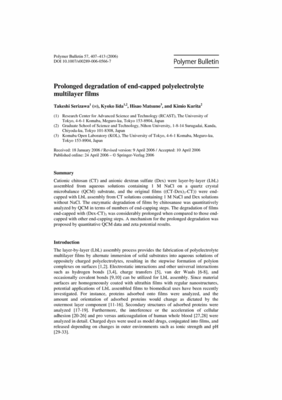 Polymer Bulletin 57, 407–413 (2006)
DOI 10.1007/s00289-006-0566-7
Polymer Bulletin
Prolonged degradation of end-capped polyelectrolyte
multilayer films
Takeshi Serizawa¹ (✉), Kyoko Iida¹,², Hisao Matsuno³, and Kimio Kurita²
(1) Research Center for Advanced Science and Technology (RCAST), The University of
Tokyo, 4-6-1 Komaba, Meguro-ku, Tokyo 153-8904, Japan
(2) Graduate School of Science and Technology, Nihon University, 1-8-14 Surugadai, Kanda,
Chiyoda-ku, Tokyo 101-8308, Japan
(3) Komaba Open Laboratory (KOL), The University of Tokyo, 4-6-1 Komaba, Meguro-ku,
Tokyo 153-8904, Japan
Received: 18 January 2006 / Revised version: 9 April 2006 / Accepted: 10 April 2006
Published online: 24 April 2006 – © Springer-Verlag 2006
Summary
Cationic chitosan (CT) and anionic dextran sulfate (Dex) were layer-by-layer (LbL)
assembled from aqueous solutions containing 1 M NaCl on a quartz crystal
microbalance (QCM) substrate, and the original films
end-
capped with LbL assembly from CT solutions containing 1 M NaCl and Dex solutions
without NaCl. The enzymatic degradation of films by chitosanase was quantitatively
analyzed by QCM in terms of numbers of end-capping steps. The degradation of films
end-capped with (Dex-CT)₃ was considerably prolonged when compared to those end-
capped with other end-capping steps. A mechanism for the prolonged degradation was
proposed by quantitative QCM data and zeta potential results.
Introduction
The layer-by-layer (LbL) assembly process provides the fabrication of polyelectrolyte
multilayer films by alternate immersion of solid substrates into aqueous solutions of
oppositely charged polyelectrolytes, resulting in the stepwise formation of polyion
complexes on surfaces [1,2]. Electrostatic interactions and other universal interactions
such as hydrogen bonds [3,4], charge transfers [5], van der Waals [6-8], and
occasionally covalent bonds [9,10] can be utilized for LbL assembly. Since material
surfaces are homogeneously coated with ultrathin films with regular nanostructures,
potential applications of LbL assembled films to biomedical uses have been recently
investigated. For instance, proteins adsorbed onto films were analyzed, and the
amount and orientation of adsorbed proteins would change as dictated by the
outermost layer component [11-16]. Secondary structures of adsorbed proteins were
analyzed [17-19]. Furthermore, the interference or the acceleration of cellular
adhesion [20-26] and pro versus anticoagulation of human whole blood [27,28] were
analyzed in detail. Charged dyes were used as model drugs, conjugated into films, and
released depending on changes in outer environments such as ionic strength and pH
[29-33].